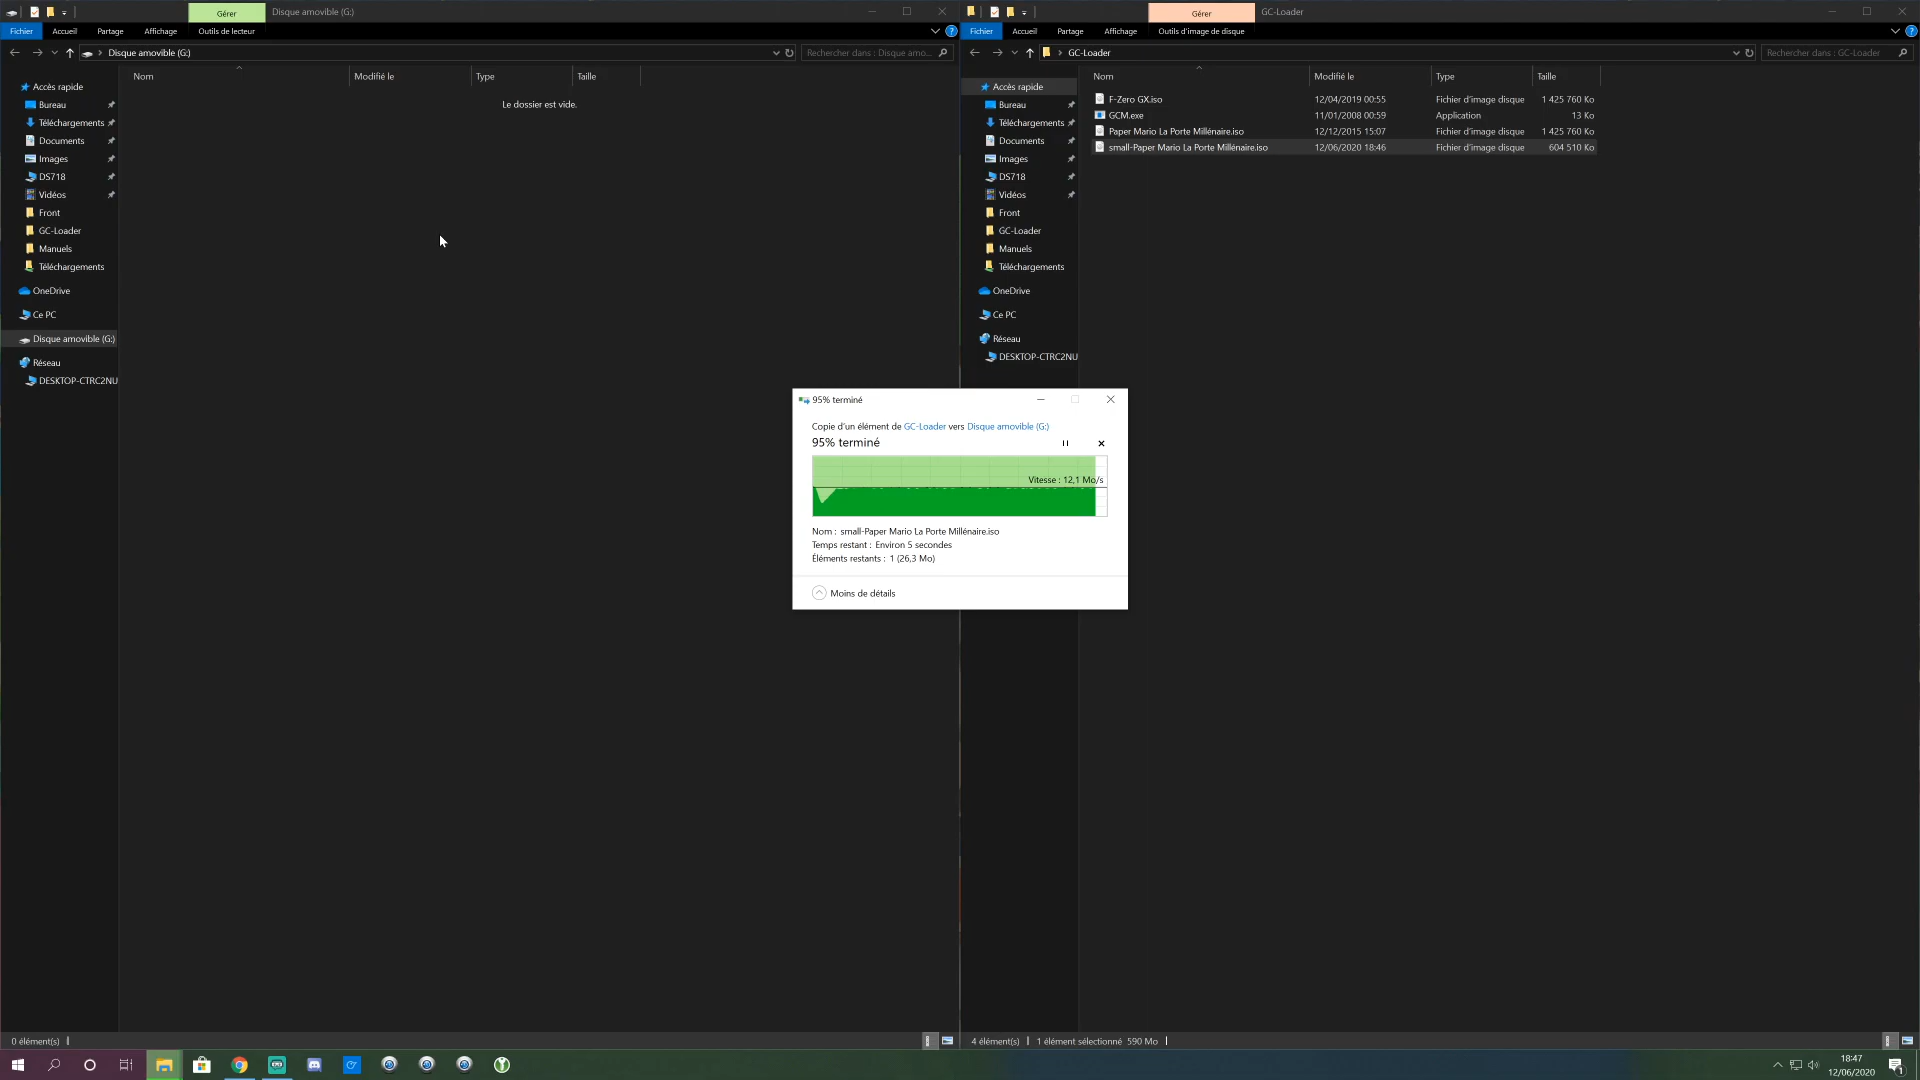 Gérer
Disque amovible (G:)
Fichier
Accueil
Partage
Affichage
Outils de lecteur
Disque amovible (G:)
Rechercher dans : Disque amo...
Nom
Modifié le
Type
Taille
Le dossier est vide.
Accès rapide
Bureau
Téléchargements
Documents
Images
DS718
Vidéos
Front
GC-Loader
Manuels
Téléchargements
OneDrive
Ce PC
Disque amovible (G:)
Réseau
DESKTOP-CTRC2NU
0 élément(s)
Gérer
GC-Loader
Fichier
Accueil
Partage
Affichage
Outils d'image de disque
GC-Loader
Rechercher dans : GC-Loader
Nom
Modifié le
Type
Taille
F-Zero GX.iso 12/04/2019 00:55 Fichier d'image disque 1 425 760 Ko
GCM.exe 11/01/2008 00:59 Application 13 Ko
Paper Mario La Porte Millénaire.iso 12/12/2015 15:07 Fichier d'image disque 1 425 760 Ko
small-Paper Mario La Porte Millénaire.iso 12/06/2020 18:46 Fichier d'image disque 604 510 Ko
Accès rapide
Bureau
Téléchargements
Documents
Images
DS718
Vidéos
Front
GC-Loader
Manuels
Téléchargements
OneDrive
Ce PC
Réseau
DESKTOP-CTRC2NU
95% terminé
Copie d'un élément de GC-Loader vers Disque amovible (G:)
95% terminé
Vitesse : 12,1 Mo/s
Nom : small-Paper Mario La Porte Millénaire.iso
Temps restant : Environ 5 secondes
Éléments restants : 1 (26,3 Mo)
Moins de détails
4 élément(s)
1 élément sélectionné 590 Mo
18:47
12/06/2020
1